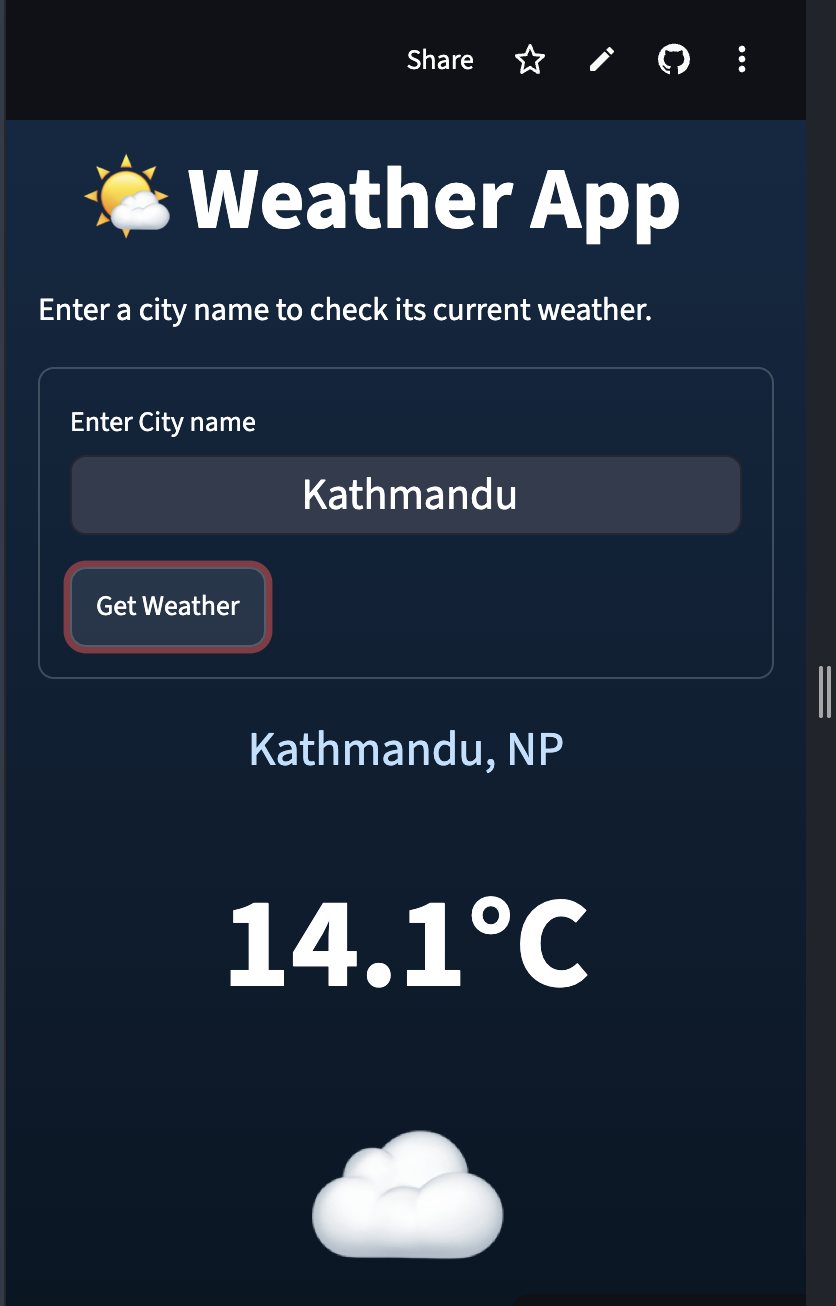 Share
Weather App
Enter a city name to check its current weather.
Enter City name
Kathmandu
Get Weather
Kathmandu, NP
14.1°C